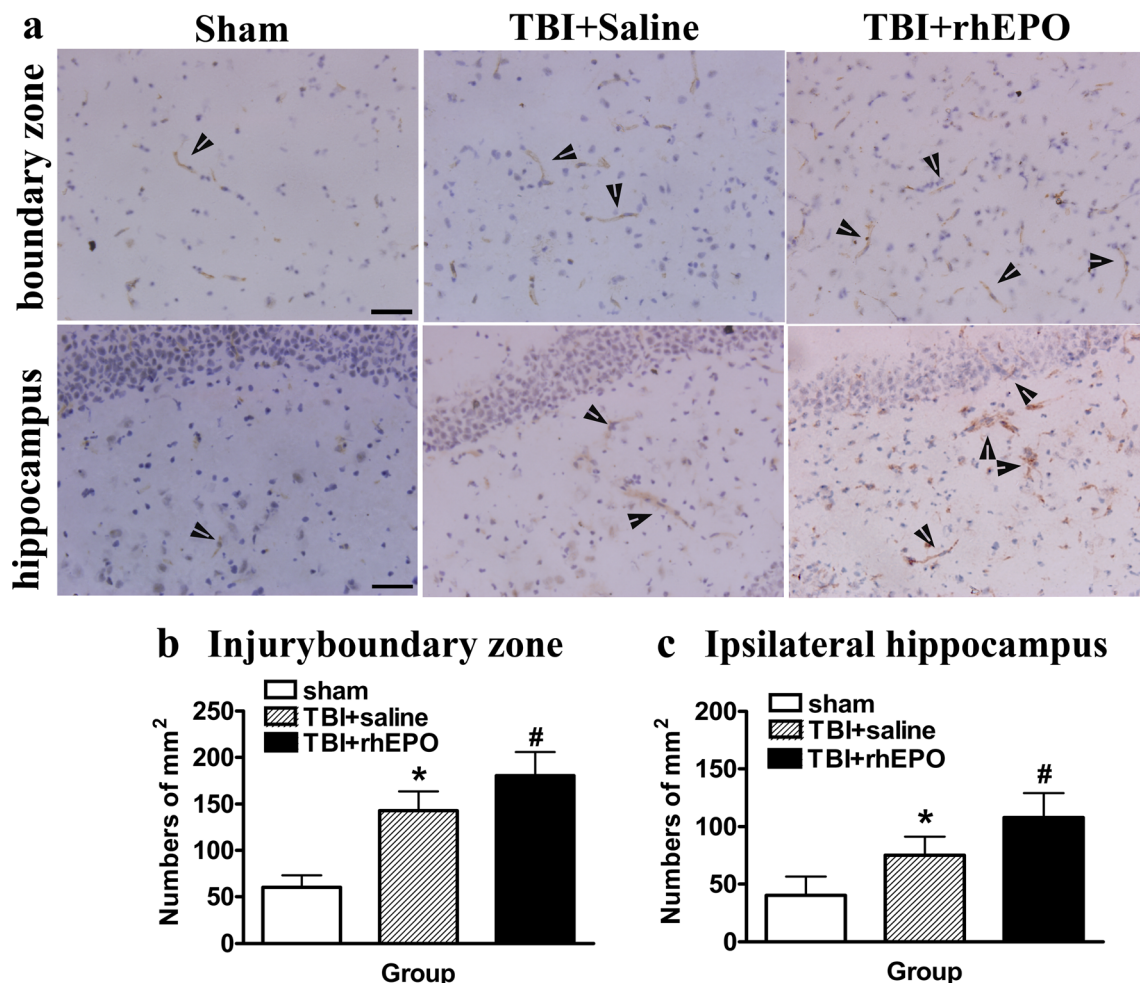 a
Sham
TBI+Saline
TBI+rhEPO
boundary zone
hippocampus
b Injuryboundary zone
sham
TBI+saline
TBI+rhEPO
Numbers of mm²
250
200
150
100
50
0
*
#
Group
c Ipsilateral hippocampus
sham
TBI+saline
TBI+rhEPO
Numbers of mm²
200
150
100
50
0
*
#
Group